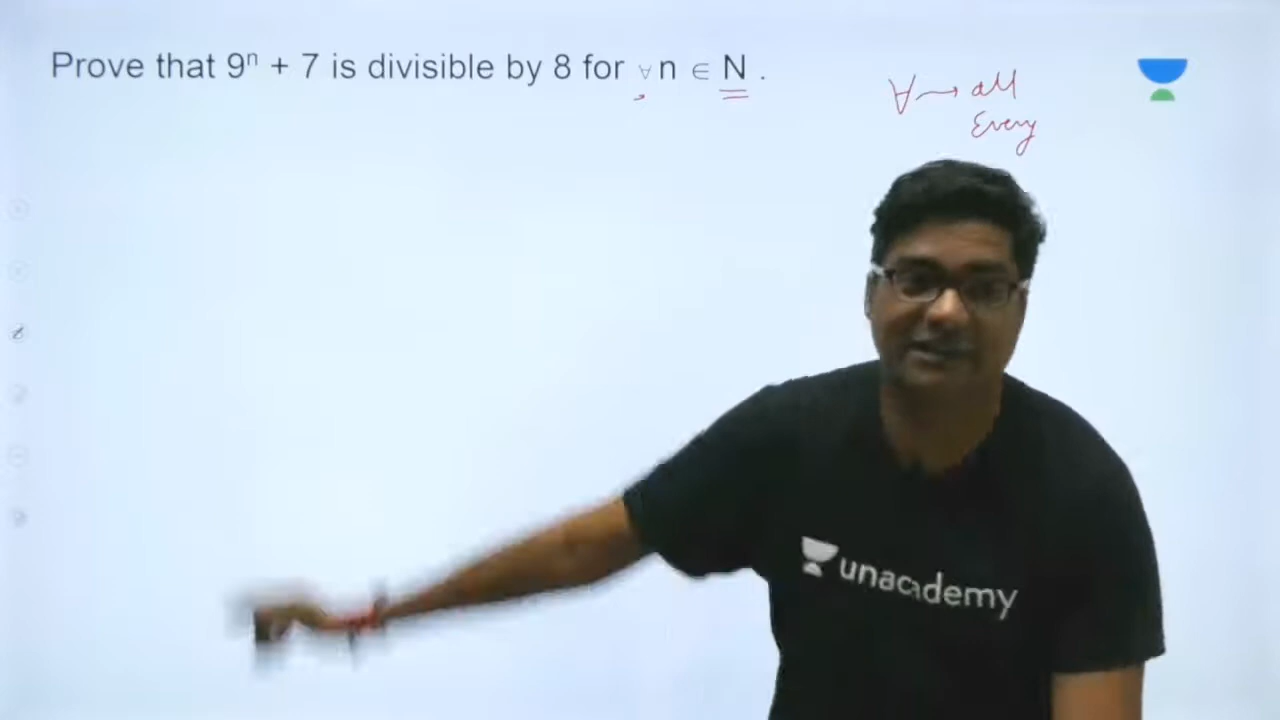 Prove that 9ⁿ + 7 is divisible by 8 for ∀ n ∈ N .
∀ → all
Every
unacademy